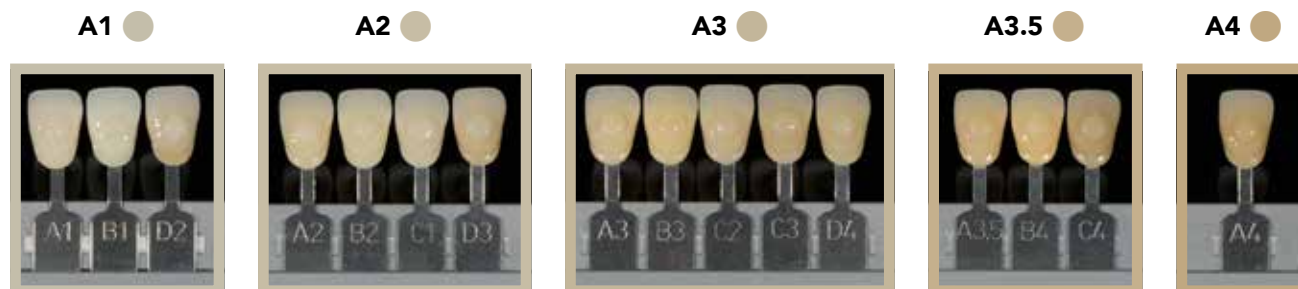 A1 A2 A3 A3.5 A4
A1 B1 D2 A2 B2 C1 D3 A3 B3 C2 C3 D4 A3.5 B4 C4 A4